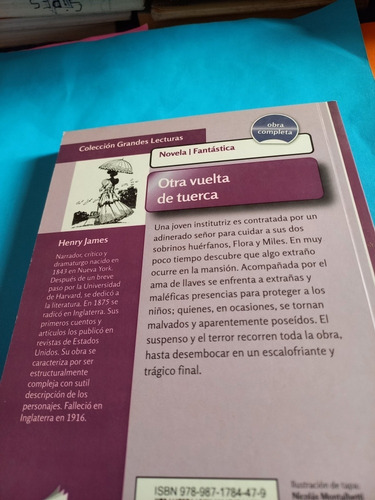 Colección Grandes Lecturas
obra
completa
Novela | Fantástica
Otra vuelta
de tuerca
Henry James
Narrador, crítico y
dramaturgo nacido en
1843 en Nueva York.
Después de un breve
paso por la Universidad
de Harvard, se dedicó a
la literatura. En 1875 se
radicó en Inglaterra. Sus
primeros cuentos y
artículos los publicó en
revistas de Estados
Unidos. Su obra se
caracteriza por ser
estructuralmente
compleja con sutil
descripción de los
personajes. Falleció en
Inglaterra en 1916.
Una joven institutriz es contratada por un
adinerado señor para cuidar a sus dos
sobrinos huérfanos, Flora y Miles. En muy
poco tiempo descubre que algo extraño
ocurre en la mansión. Acompañada por el
ama de llaves se enfrenta a extrañas y
maléficas presencias para proteger a los
niños; quienes, en ocasiones, se tornan
malvados y aparentemente poseídos. El
suspenso y el terror recorren toda la obra,
hasta desembocar en un escalofriante y
trágico final.
ISBN 978-987-1784-47-9
Ilustración de tapa:
Nicolás Montalbetti